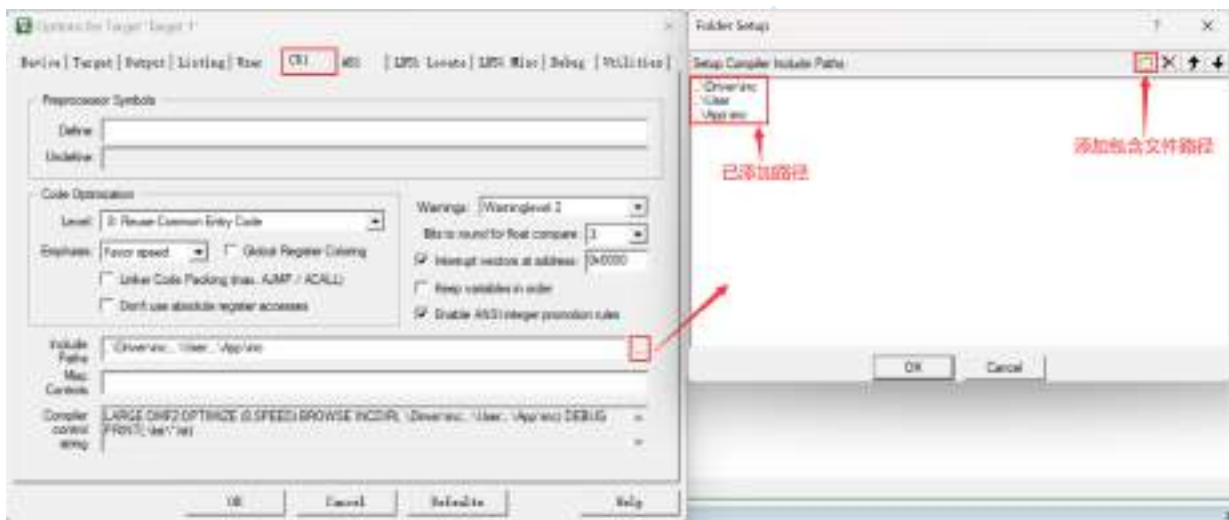 Options for Target 'Target 1'
Device | Target | Output | Listing | User C51 A51 | LX51 Locate | LX51 Misc | Debug | Utilities
Preprocessor Symbols
Define:
Undefine:
Code Optimization
Level: 8: Reuse Common Entry Code
Emphasis: Favor speed Global Register Coloring
Linker Code Packing (max. AJMP / ACALL)
Don't use absolute register accesses
Warnings: Warninglevel 2
Bits to round for float compare: 3
Interrupt vectors at address: 0x0000
Keep variables in order
Enable ANSI integer promotion rules
Include Paths
Misc Controls
Compiler control string
OK Cancel Defaults Help
Folder Setup
Setup Compiler Include Paths
..\Driver\inc
..\User
..\App\inc
已添加路径
添加包含文件路径
OK Cancel